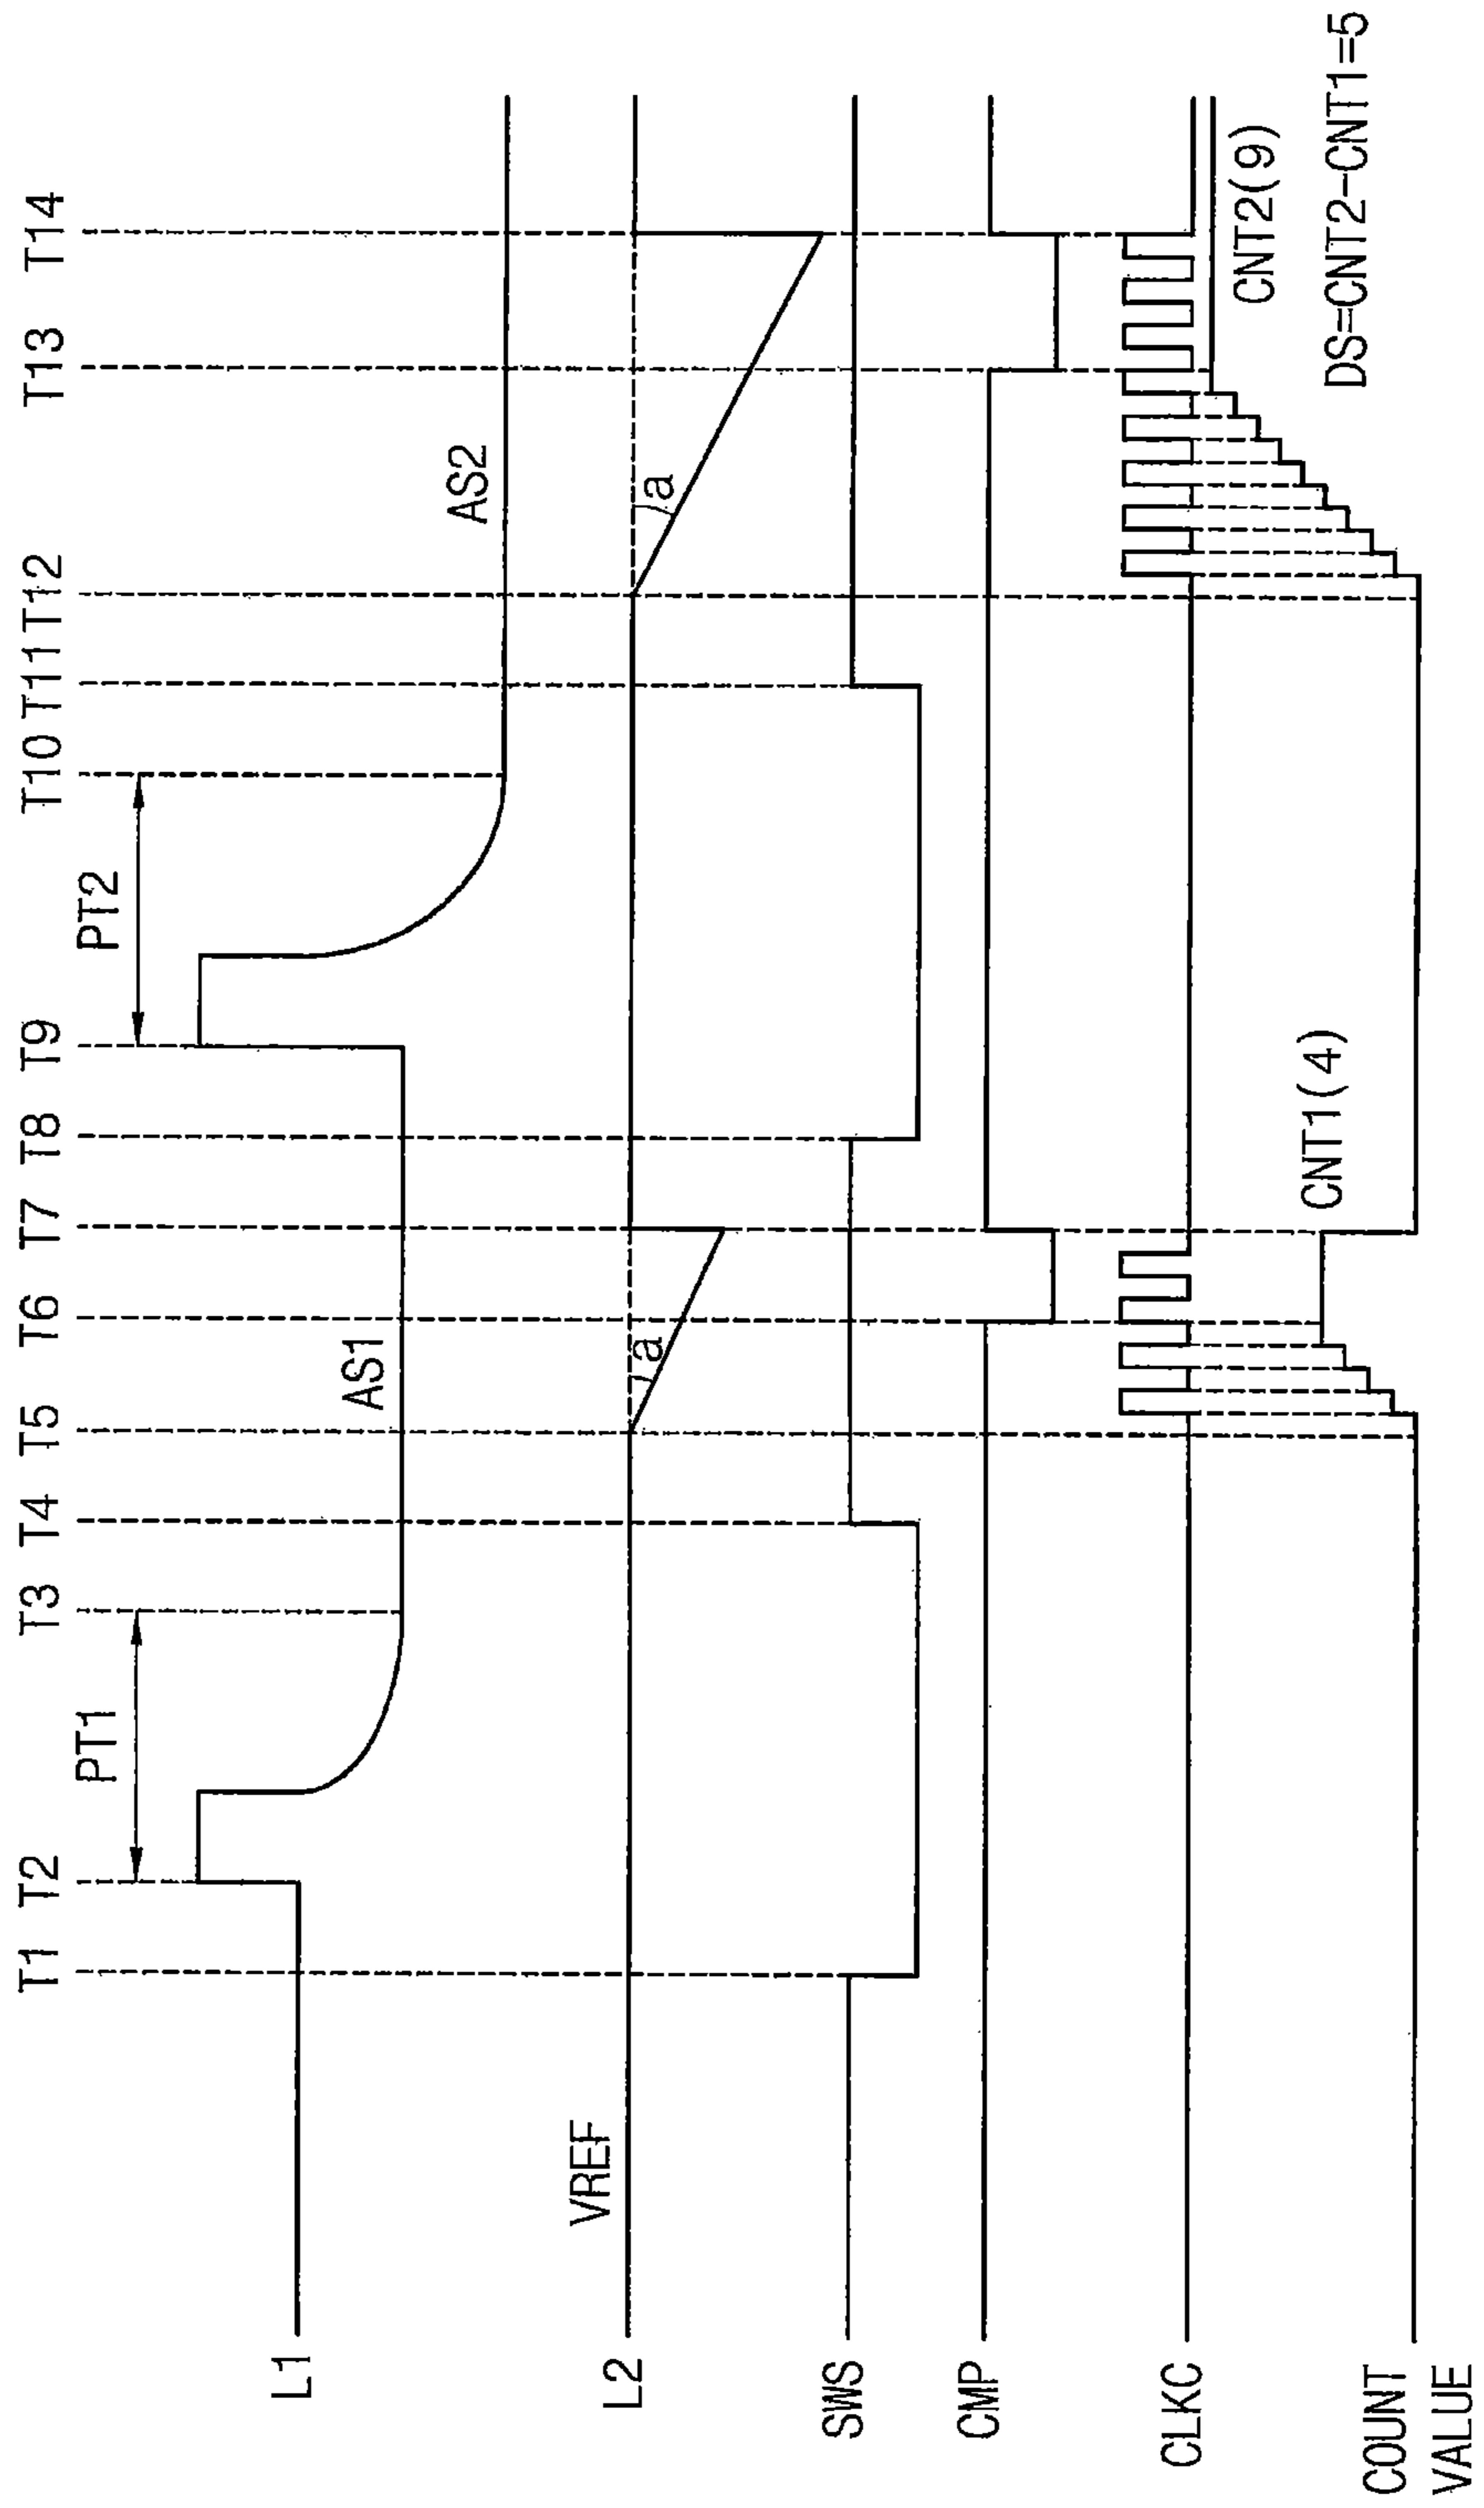 T1 T2 T3 T4 T5 T6 T7 T8 T9 T10 T11 T12 T13 T14
PT1 PT2
L1
AS1
AS2
VREF
L2
a
a
SWS
CMP
CLKC
CNT2(9)
CNT1(4)
DS=CNT2-CNT1=5
COUNT
VALUE